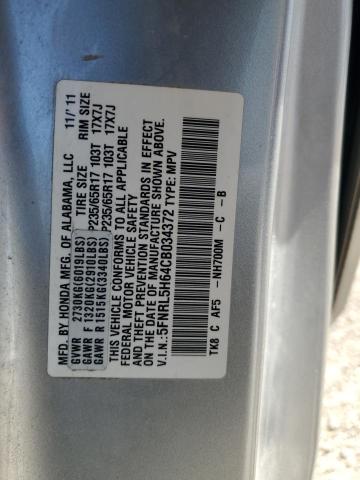 MFD. BY HONDA MFG. OF ALABAMA, LLC 11/'11
GVWR 2730KG(6019LBS) TIRE SIZE RIM SIZE
GAWR F 1320KG(2910LBS) P235/65R17 103T 17X7J
GAWR R 1515KG(3340LBS) P235/65R17 103T 17X7J
THIS VEHICLE CONFORMS TO ALL APPLICABLE
FEDERAL MOTOR VEHICLE SAFETY
AND THEFT PREVENTION STANDARDS IN EFFECT
ON THE DATE OF MANUFACTURE SHOWN ABOVE.
V.I.N.: 5FNRL5H64CB034372 TYPE: MPV
TK8 C AF5 -NH700M -C -B